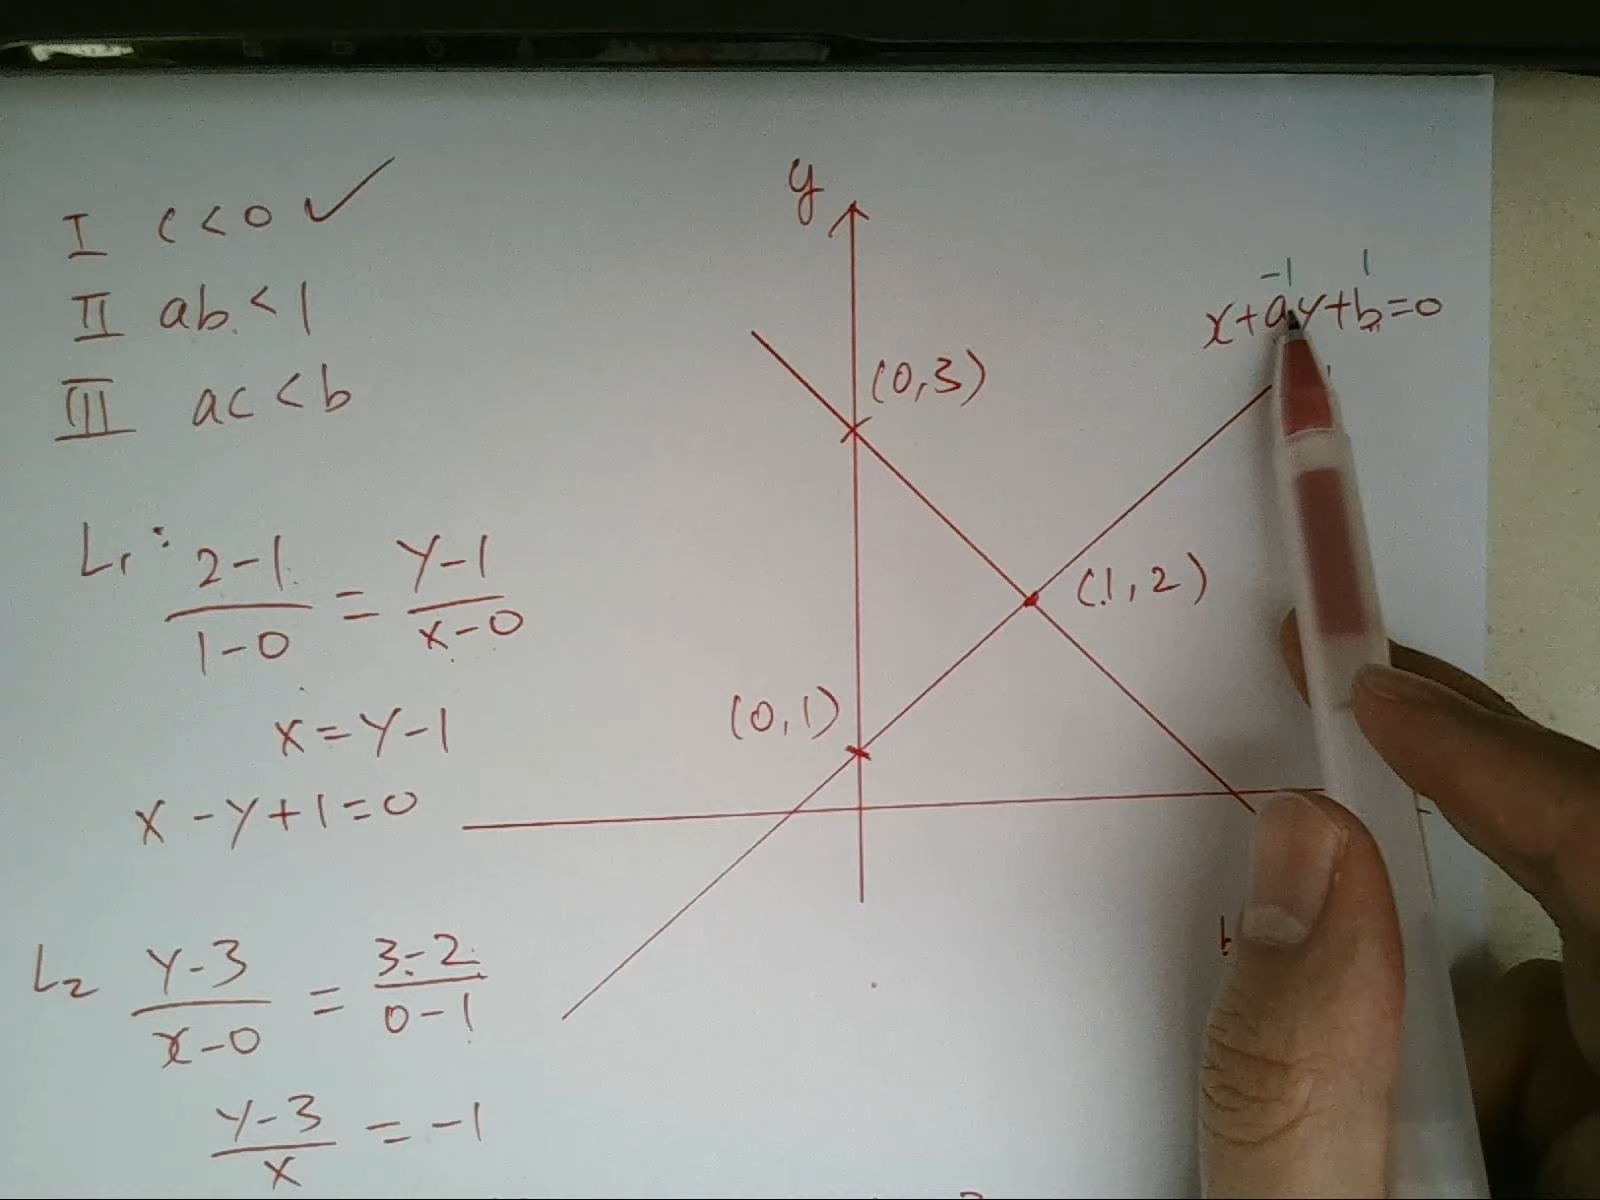 I c<0 ✓
II ab<1
III ac<b
L₁: (2-1)/(1-0) = (y-1)/(x-0)
x=y-1
x-y+1=0
L₂ (y-3)/(x-0) = (3-2)/(0-1)
(y-3)/x = -1
y
(0,3)
-1 1
x+ay+b=0
(1,2)
(0,1)